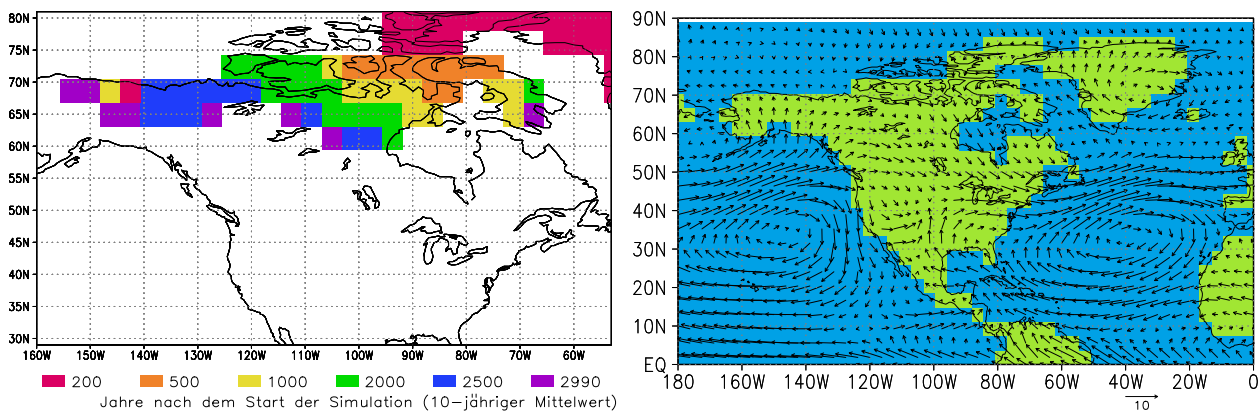 80N
75N
70N
65N
60N
55N
50N
45N
40N
35N
30N
160W 150W 140W 130W 120W 110W 100W 90W 80W 70W 60W
200 500 1000 2000 2500 2990
Jahre nach dem Start der Simulation (10-jähriger Mittelwert)
90N
80N
70N
60N
50N
40N
30N
20N
10N
EQ
180 160W 140W 120W 100W 80W 60W 40W 20W 0
10